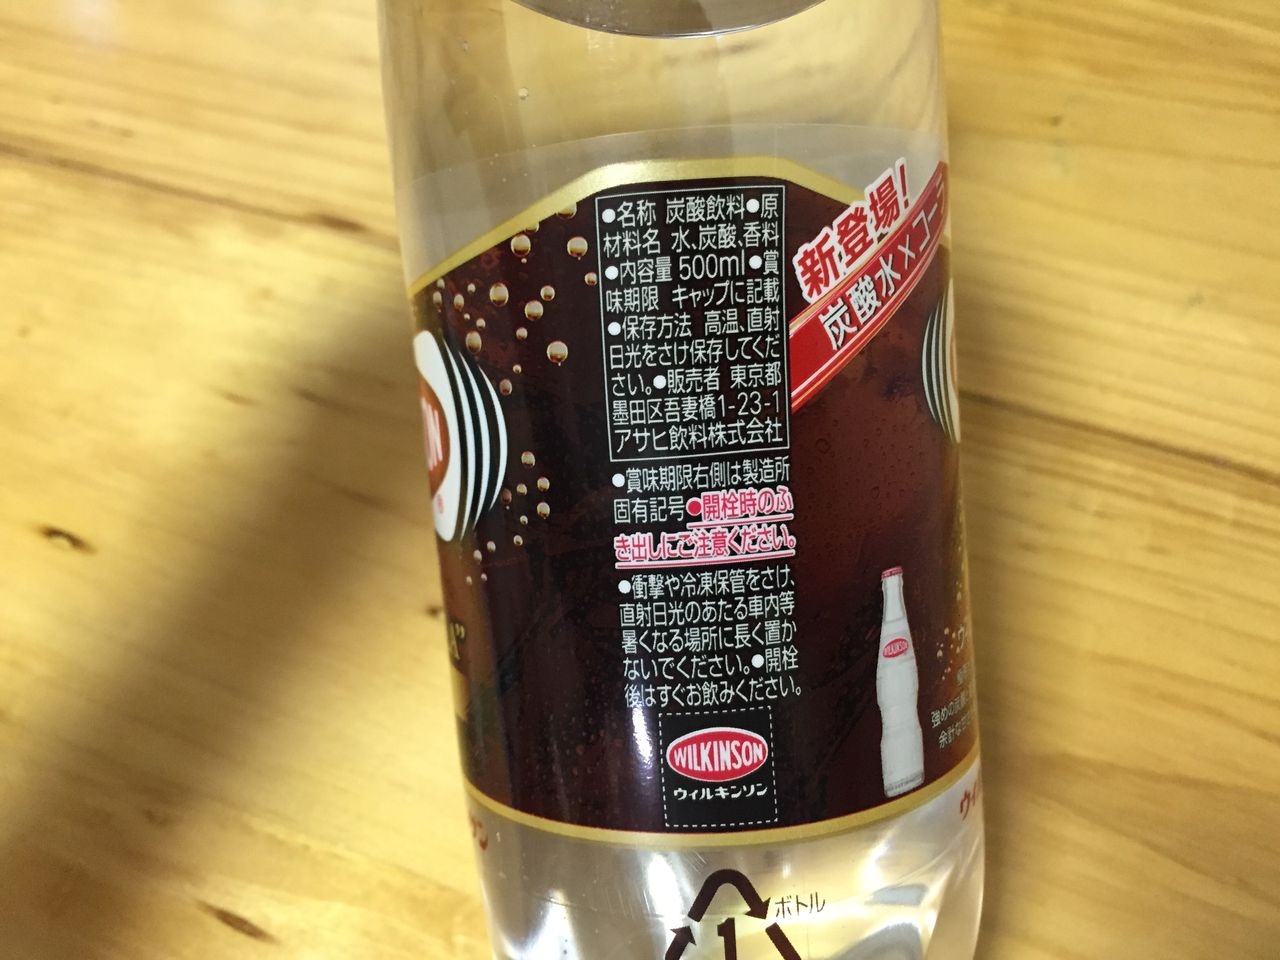 ●名称 炭酸飲料●原
材料名 水、炭酸、香料
●内容量 500ml●賞
味期限 キャップに記載
●保存方法 高温、直射
日光をさけ保存してくだ
さい。●販売者 東京都
墨田区吾妻橋1-23-1
アサヒ飲料株式会社
●賞味期限右側は製造所
固有記号●開栓時のふ
き出しにご注意ください。
●衝撃や冷凍保管をさけ、
直射日光のあたる車内等
暑くなる場所に長く置か
ないでください。●開栓
後はすぐお飲みください。
WILKINSON
ウィルキンソン
新登場!
炭酸水×コーラ
WILKINSON
強めの炭酸
余計な
ボトル
1